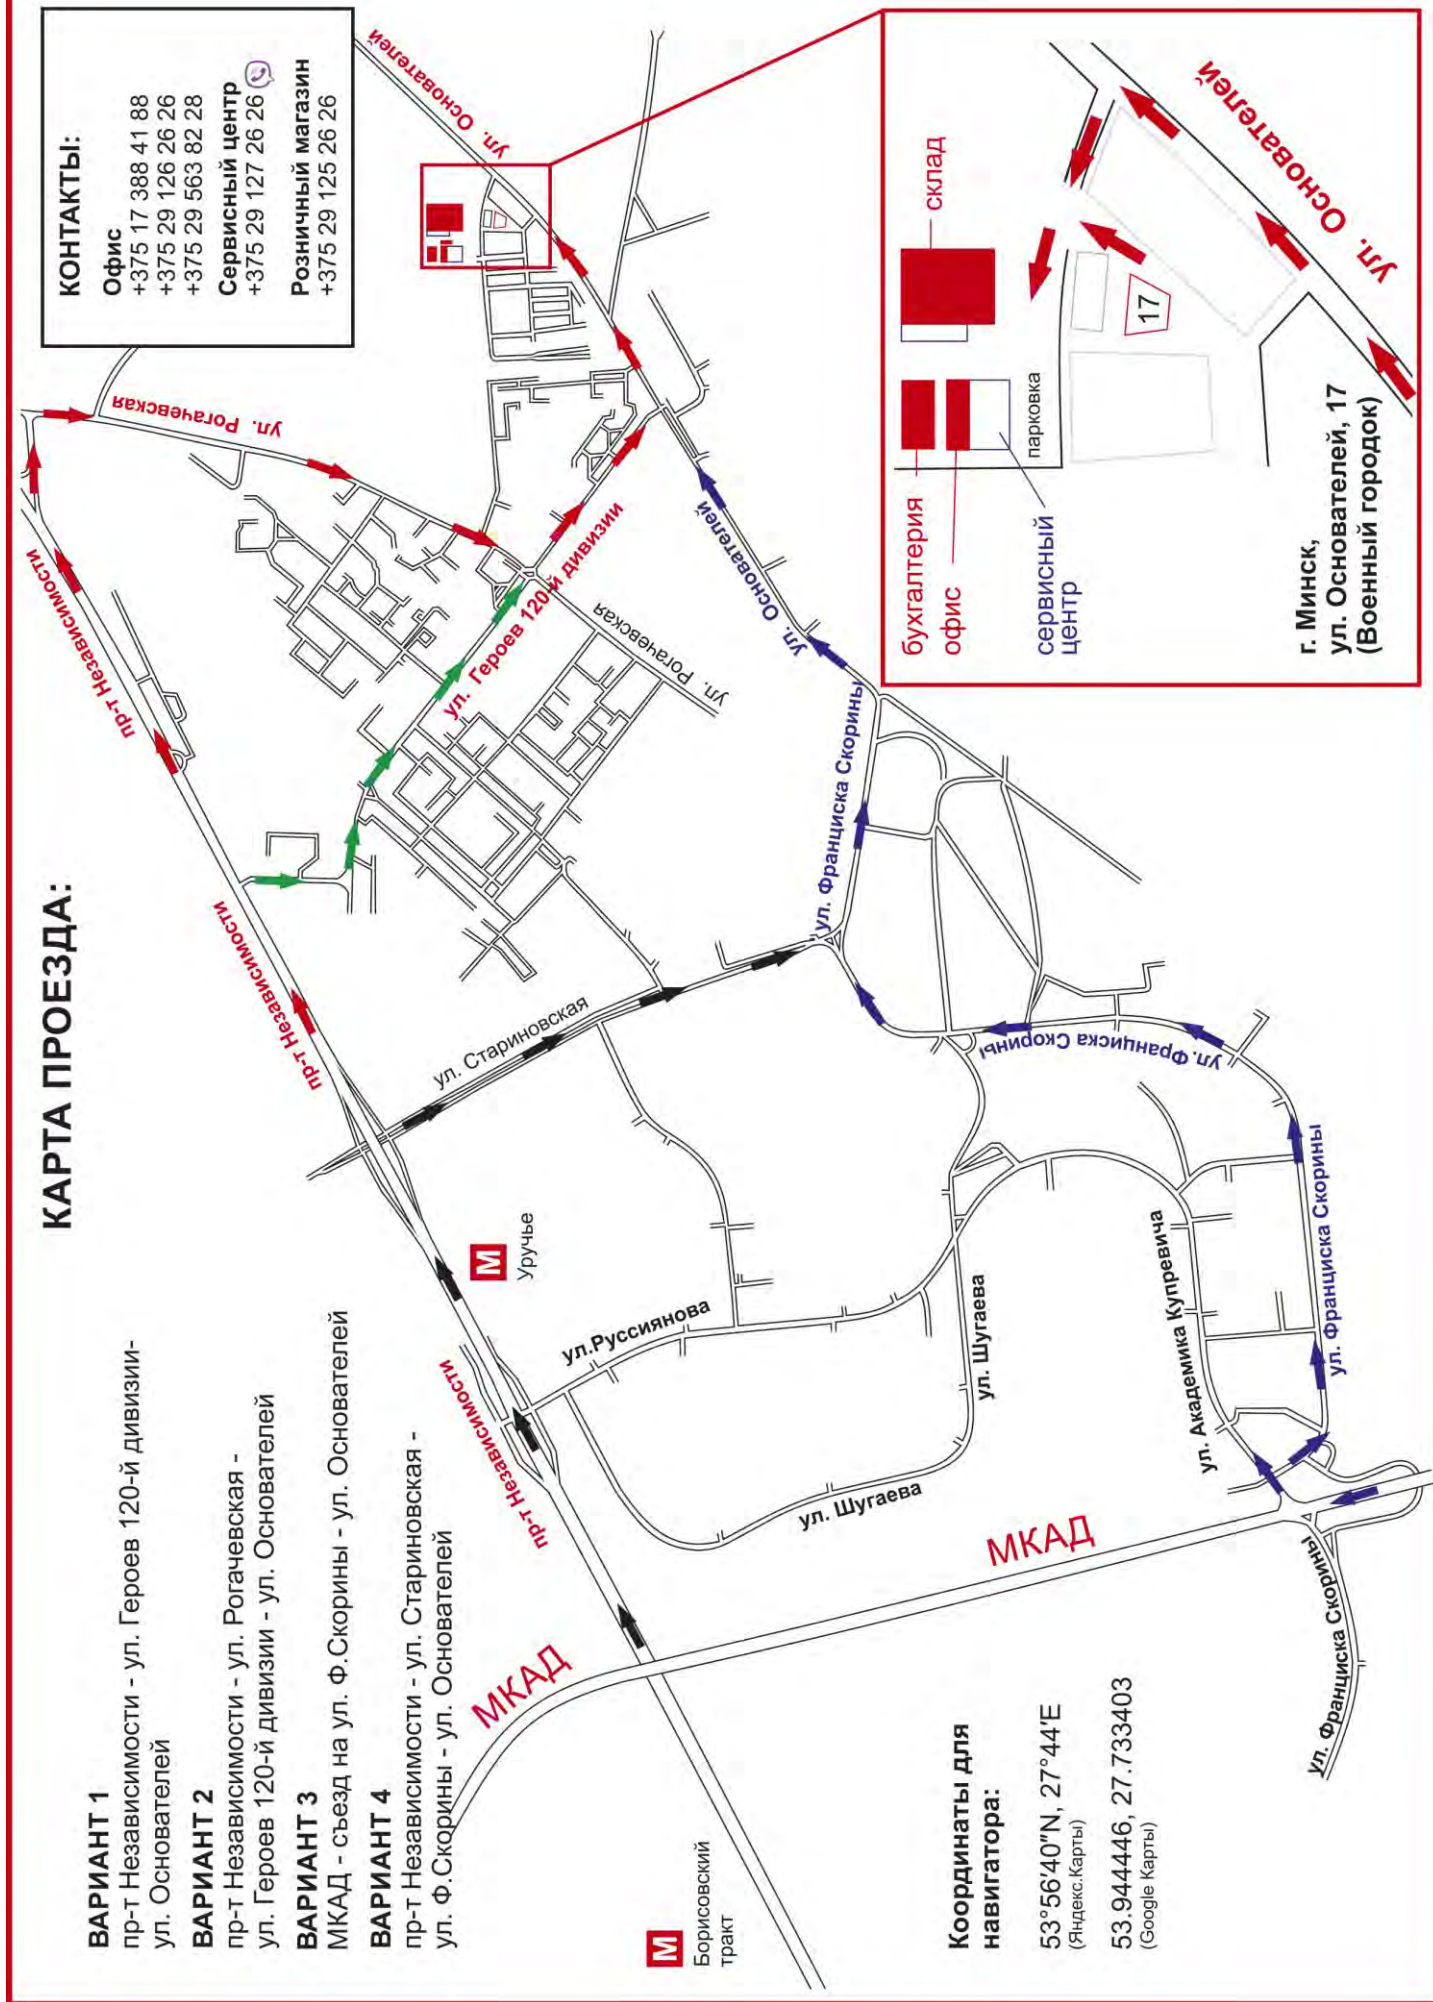 КАРТА ПРОЕЗДА:
ВАРИАНТ 1
пр-т Независимости - ул. Героев 120-й дивизии-
ул. Основателей
ВАРИАНТ 2
пр-т Независимости - ул. Рогачевская -
ул. Героев 120-й дивизии - ул. Основателей
ВАРИАНТ 3
МКАД - съезд на ул. Ф.Скорины - ул. Основателей
ВАРИАНТ 4
пр-т Независимости - ул. Стариновская -
ул. Ф.Скорины - ул. Основателей
КОНТАКТЫ:
Офис
+375 17 388 41 88
+375 29 126 26 26
+375 29 563 82 28
Сервисный центр
+375 29 127 26 26
Розничный магазин
+375 29 125 26 26
М
Борисовский
тракт
М
Уручье
МКАД
МКАД
пр-т Независимости
пр-т Независимости
пр-т Независимости
пр-т Независимости
ул. Рогачевская
ул. Основателей
ул. Героев 120-й дивизии
ул. Рогачевская
ул. Стариновская
ул.Руссиянова
ул. Шугаева
ул. Шугаева
ул. Академика Купревича
ул. Франциска Скорины
ул. Франциска Скорины
ул. Франциска Скорины
ул. Франциска Скорины
ул. Франциска Скорины
ул. Основателей
Координаты для
навигатора:
53°56'40"N, 27°44'E
(Яндекс.Карты)
53.944446, 27.733403
(Google Карты)
бухгалтерия
офис
сервисный
центр
склад
парковка
17
ул. Основателей
г. Минск,
ул. Основателей, 17
(Военный городок)